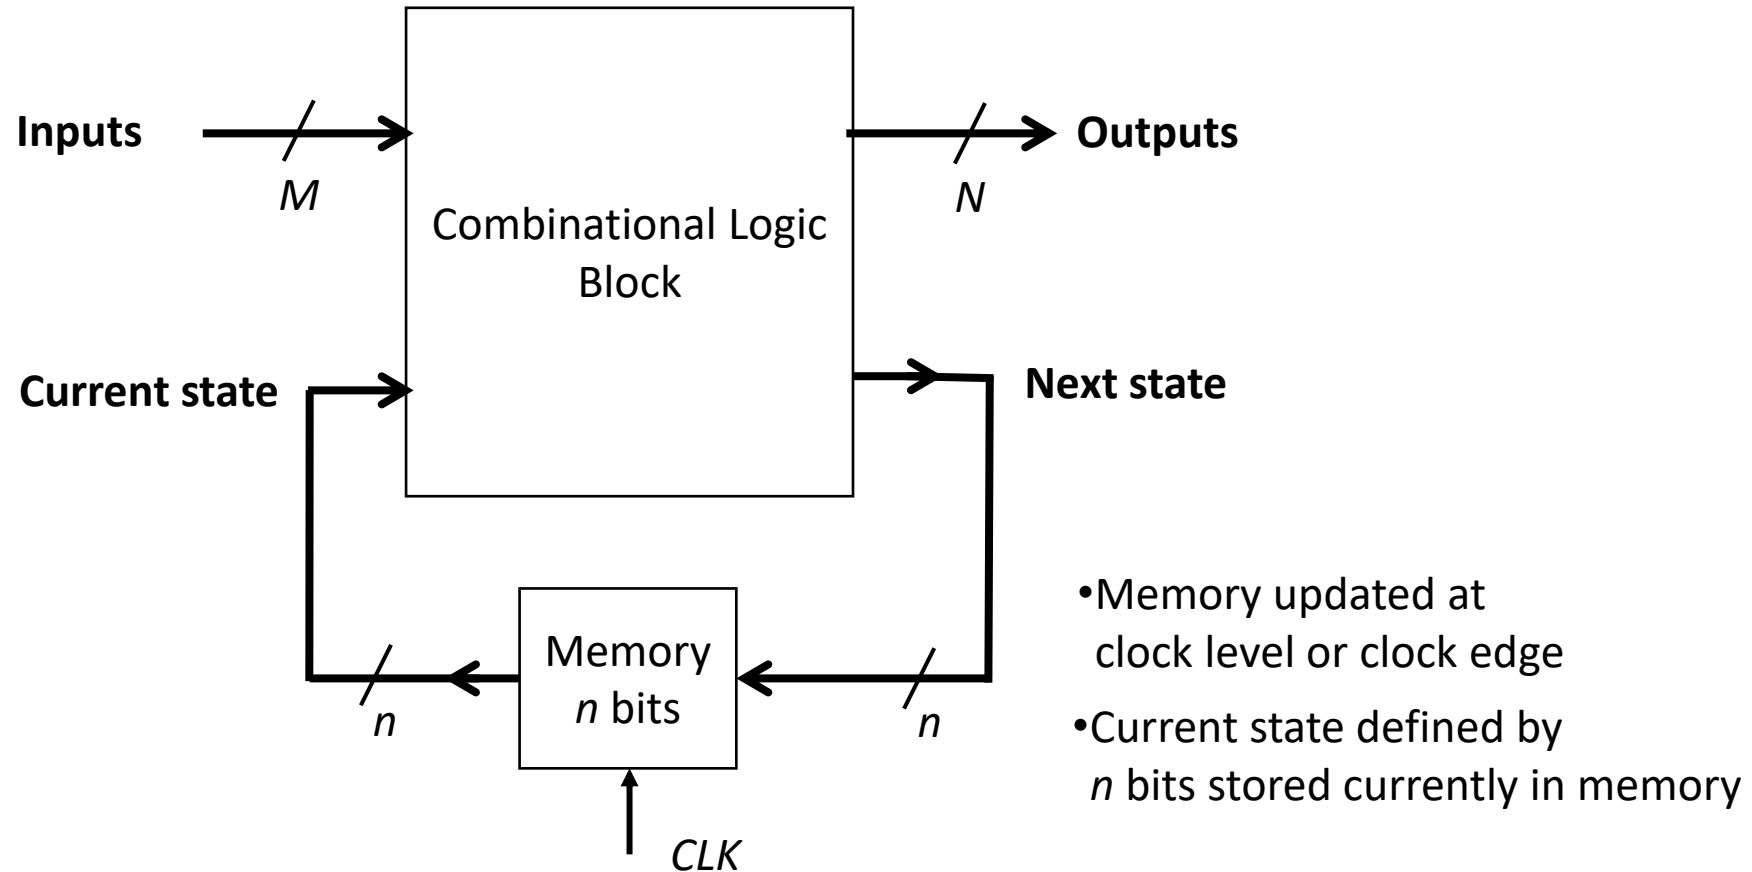 Inputs
M
Combinational Logic
Block
N
Outputs
Current state
Next state
n
Memory
n bits
n
CLK
•Memory updated at
clock level or clock edge
•Current state defined by
n bits stored currently in memory